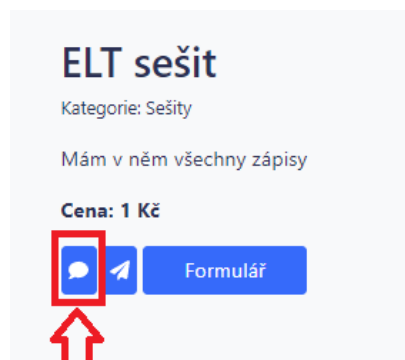 ELT sešit
Kategorie: Sešity
Mám v něm všechny zápisy
Cena: 1 Kč
Formulář